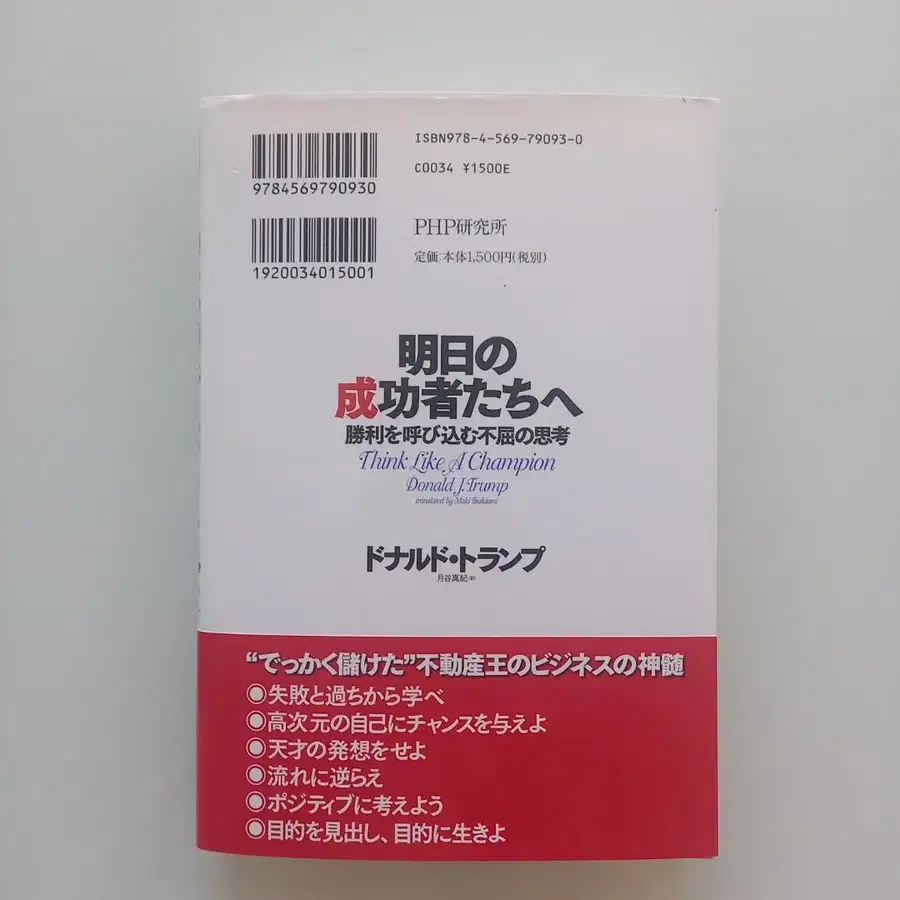 ISBN978-4-569-79093-0
C0034 ¥1500E
9784569790930
PHP研究所
定価:本体1,500円(税別)
1920034015001
明日の
成功者たちへ
勝利を呼び込む不屈の思考
Think Like A Champion
Donald J. Trump
translated by Maki Tsukitani
ドナルド・トランプ
月谷真紀 訳
“でっかく儲けた”不動産王のビジネスの神髄
◉失敗と過ちから学べ
◉高次元の自己にチャンスを与えよ
◉天才の発想をせよ
◉流れに逆らえ
◉ポジティブに考えよう
◉目的を見出し、目的に生きよ